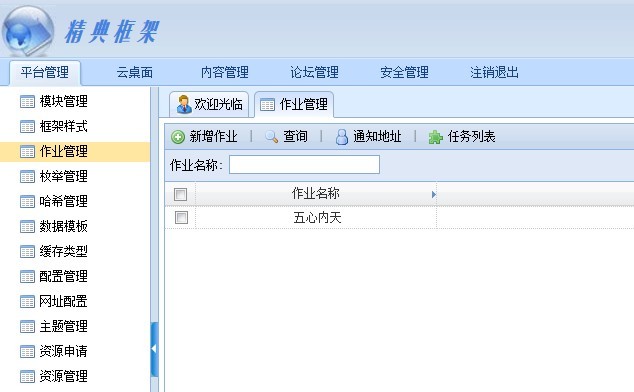 精典框架
平台管理 云桌面 内容管理 论坛管理 安全管理 注销退出
模块管理
框架样式
作业管理
枚举管理
哈希管理
数据模板
缓存类型
配置管理
网址配置
主题管理
资源申请
资源管理
欢迎光临 作业管理
新增作业 查询 通知地址 任务列表
作业名称:
作业名称
五心内天